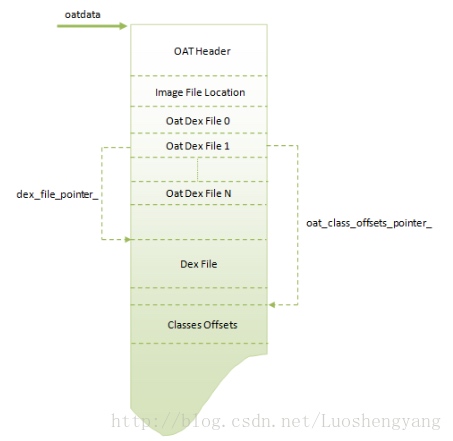 oatdata
OAT Header
Image File Location
Oat Dex File 0
Oat Dex File 1
dex_file_pointer_
Oat Dex File N
oat_class_offsets_pointer_
Dex File
Classes Offsets
http://blog.csdn.net/Luoshengyang